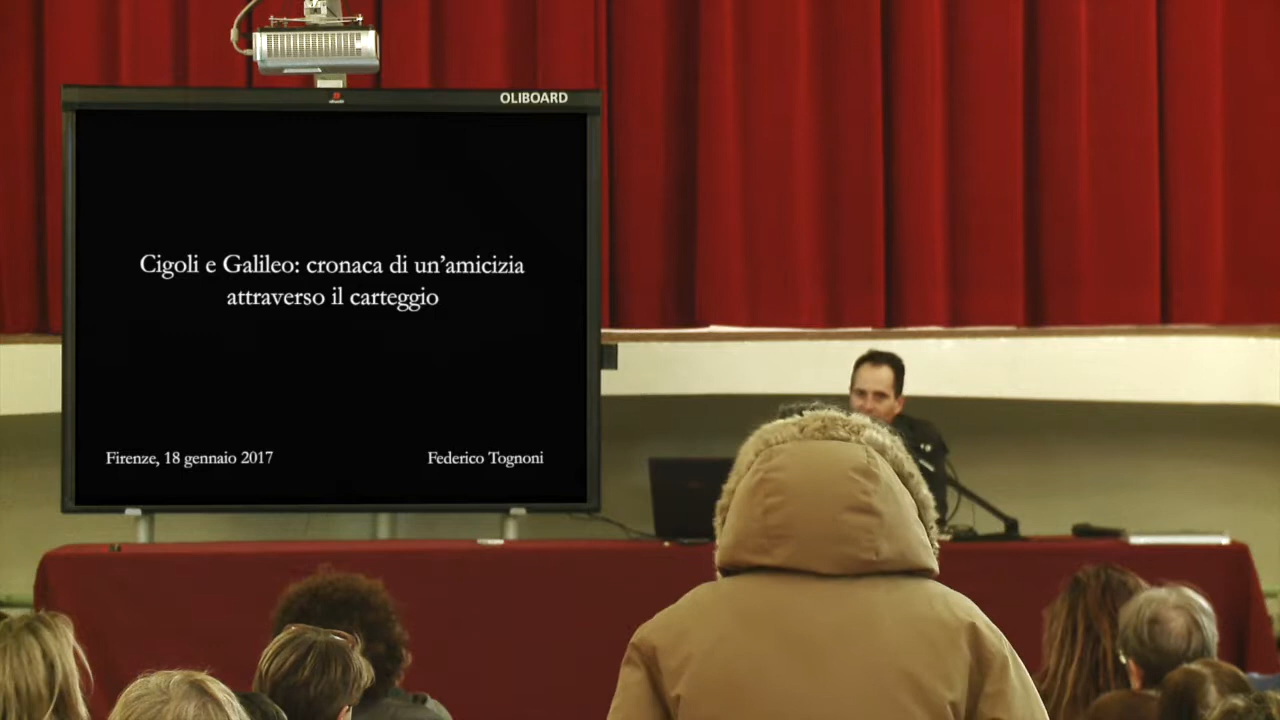 OLIBOARD
Cigoli e Galileo: cronaca di un'amicizia
attraverso il carteggio
Firenze, 18 gennaio 2017
Federico Tognoni